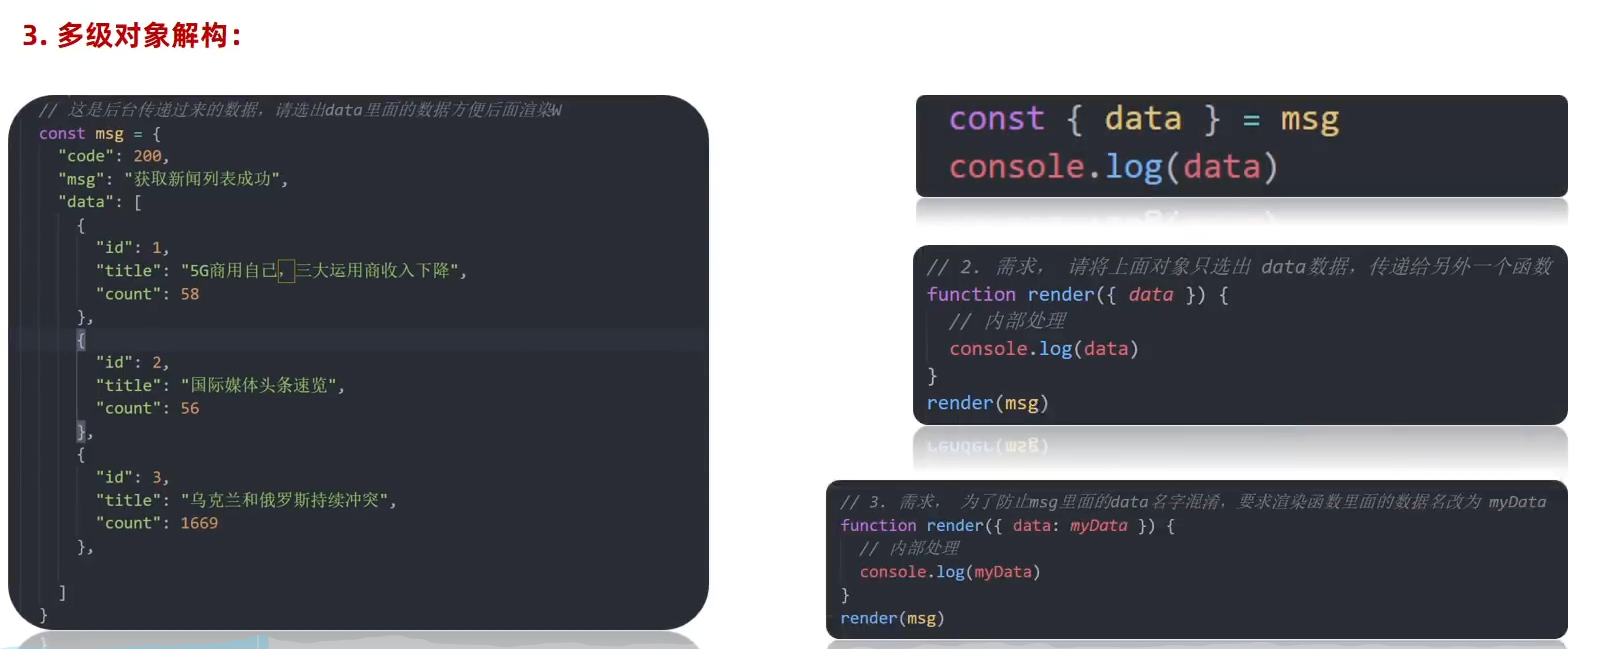 3. 多级对象解构：
// 这是后台传递过来的数据，请选出data里面的数据方便后面渲染W
const msg = {
"code": 200,
"msg": "获取新闻列表成功",
"data": [
{
"id": 1,
"title": "5G商用自己，三大运用商收入下降",
"count": 58
},
{
"id": 2,
"title": "国际媒体头条速览",
"count": 56
},
{
"id": 3,
"title": "乌克兰和俄罗斯持续冲突",
"count": 1669
},
]
}
const { data } = msg
console.log(data)
// 2. 需求， 请将上面对象只选出 data数据，传递给另外一个函数
function render({ data }) {
// 内部处理
console.log(data)
}
render(msg)
// 3. 需求， 为了防止msg里面的data名字混淆，要求渲染函数里面的数据名改为 myData
function render({ data: myData }) {
// 内部处理
console.log(myData)
}
render(msg)